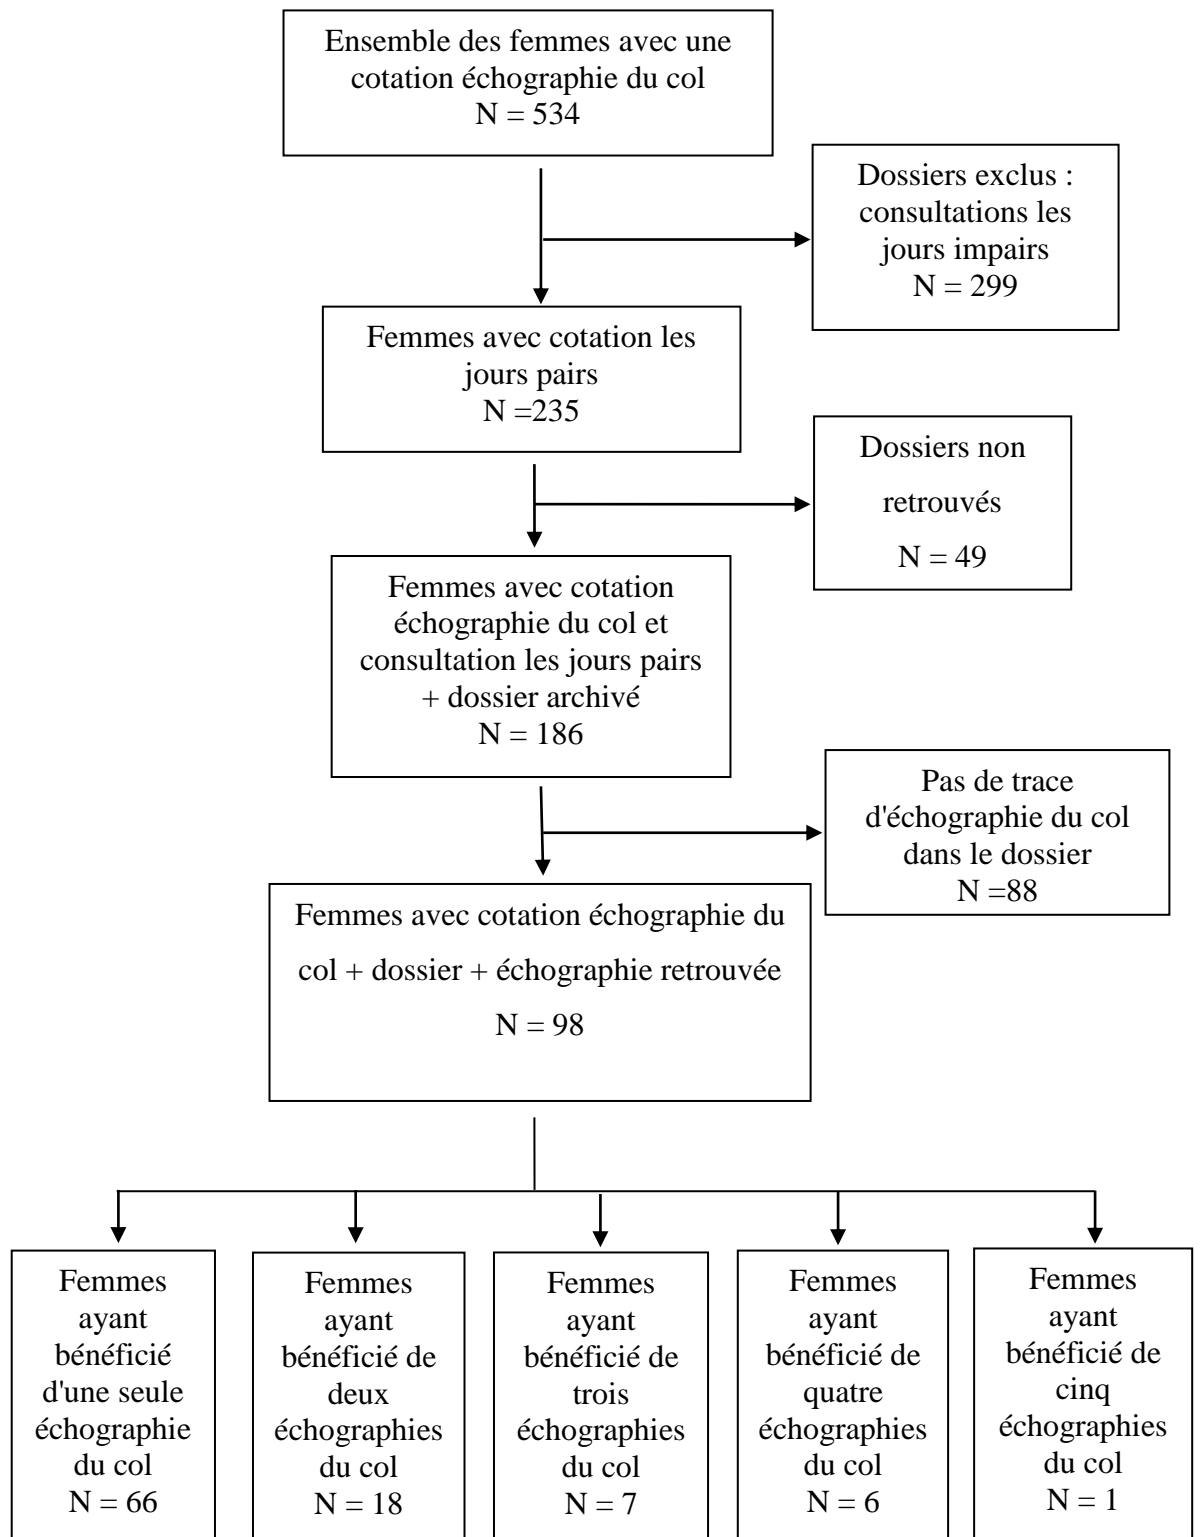 Ensemble des femmes avec une
cotation échographie du col
N = 534
Dossiers exclus :
consultations les
jours impairs
N = 299
Femmes avec cotation les
jours pairs
N =235
Dossiers non
retrouvés
N = 49
Femmes avec cotation
échographie du col et
consultation les jours pairs
+ dossier archivé
N = 186
Pas de trace
d'échographie du col
dans le dossier
N =88
Femmes avec cotation échographie du
col + dossier + échographie retrouvée
N = 98
Femmes
ayant
bénéficié
d'une seule
échographie
du col
N = 66
Femmes
ayant
bénéficié de
deux
échographies
du col
N = 18
Femmes
ayant
bénéficié de
trois
échographies
du col
N = 7
Femmes
ayant
bénéficié de
quatre
échographies
du col
N = 6
Femmes
ayant
bénéficié de
cinq
échographies
du col
N = 1